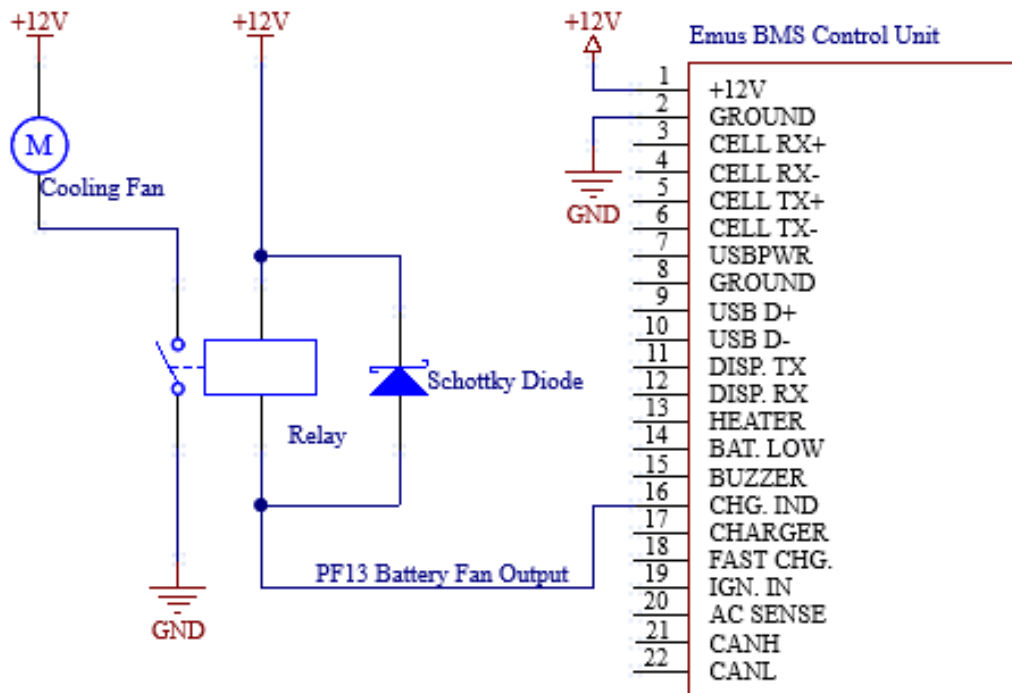 +12V
+12V
+12V
Emus BMS Control Unit
M
Cooling Fan
GND
Schottky Diode
Relay
PF13 Battery Fan Output
GND
1 +12V
2 GROUND
3 CELL RX+
4 CELL RX-
5 CELL TX+
6 CELL TX-
7 USBPWR
8 GROUND
9 USB D+
10 USB D-
11 DISP. TX
12 DISP. RX
13 HEATER
14 BAT. LOW
15 BUZZER
16 CHG. IND
17 CHARGER
18 FAST CHG.
19 IGN. IN
20 AC SENSE
21 CANH
22 CANL